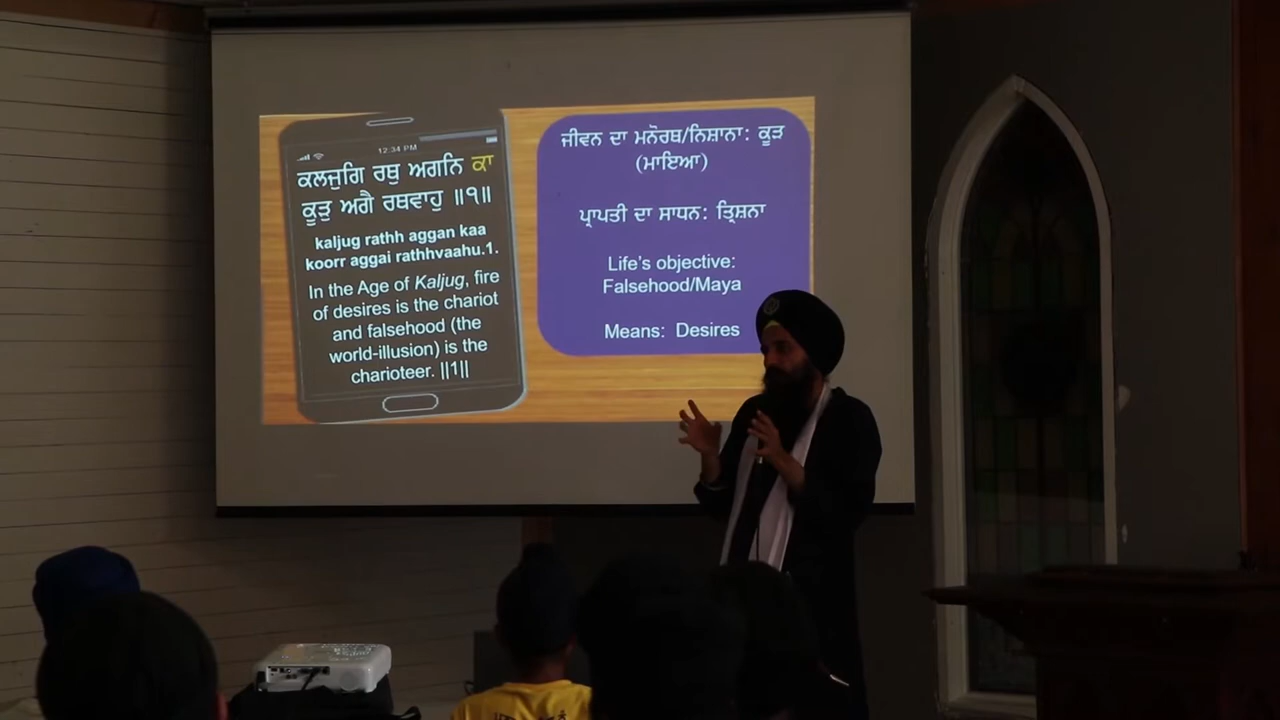 12:34 PM
ਕਲਜੁਗਿ ਰਥੁ ਅਗਨਿ ਕਾ
ਕੂੜੁ ਅਗੈ ਰਥਵਾਹੁ ॥੧॥
kaljug rathh aggan kaa
koorr aggai rathhvaahu.1.
In the Age of Kaljug, fire
of desires is the chariot
and falsehood (the
world-illusion) is the
charioteer. ||1||
ਜੀਵਨ ਦਾ ਮਨੋਰਥ/ਨਿਸ਼ਾਨਾ: ਕੂੜ
(ਮਾਇਆ)
ਪ੍ਰਾਪਤੀ ਦਾ ਸਾਧਨ: ਤ੍ਰਿਸ਼ਨਾ
Life's objective:
Falsehood/Maya
Means: Desires